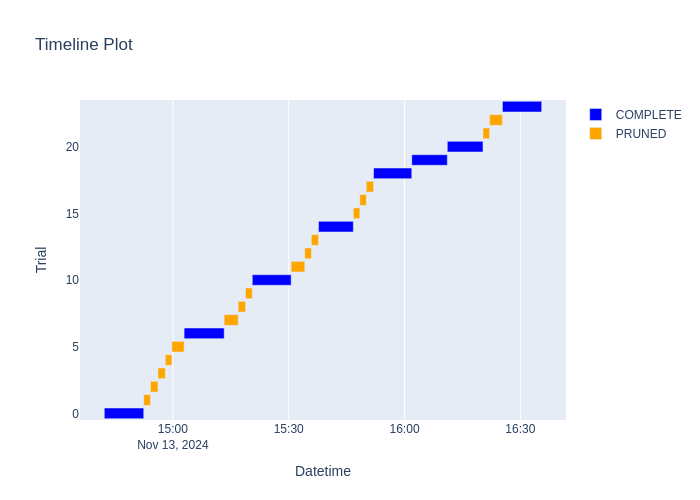 Timeline Plot
COMPLETE
PRUNED
Trial
20
15
10
5
0
15:00
15:30
16:00
16:30
Nov 13, 2024
Datetime